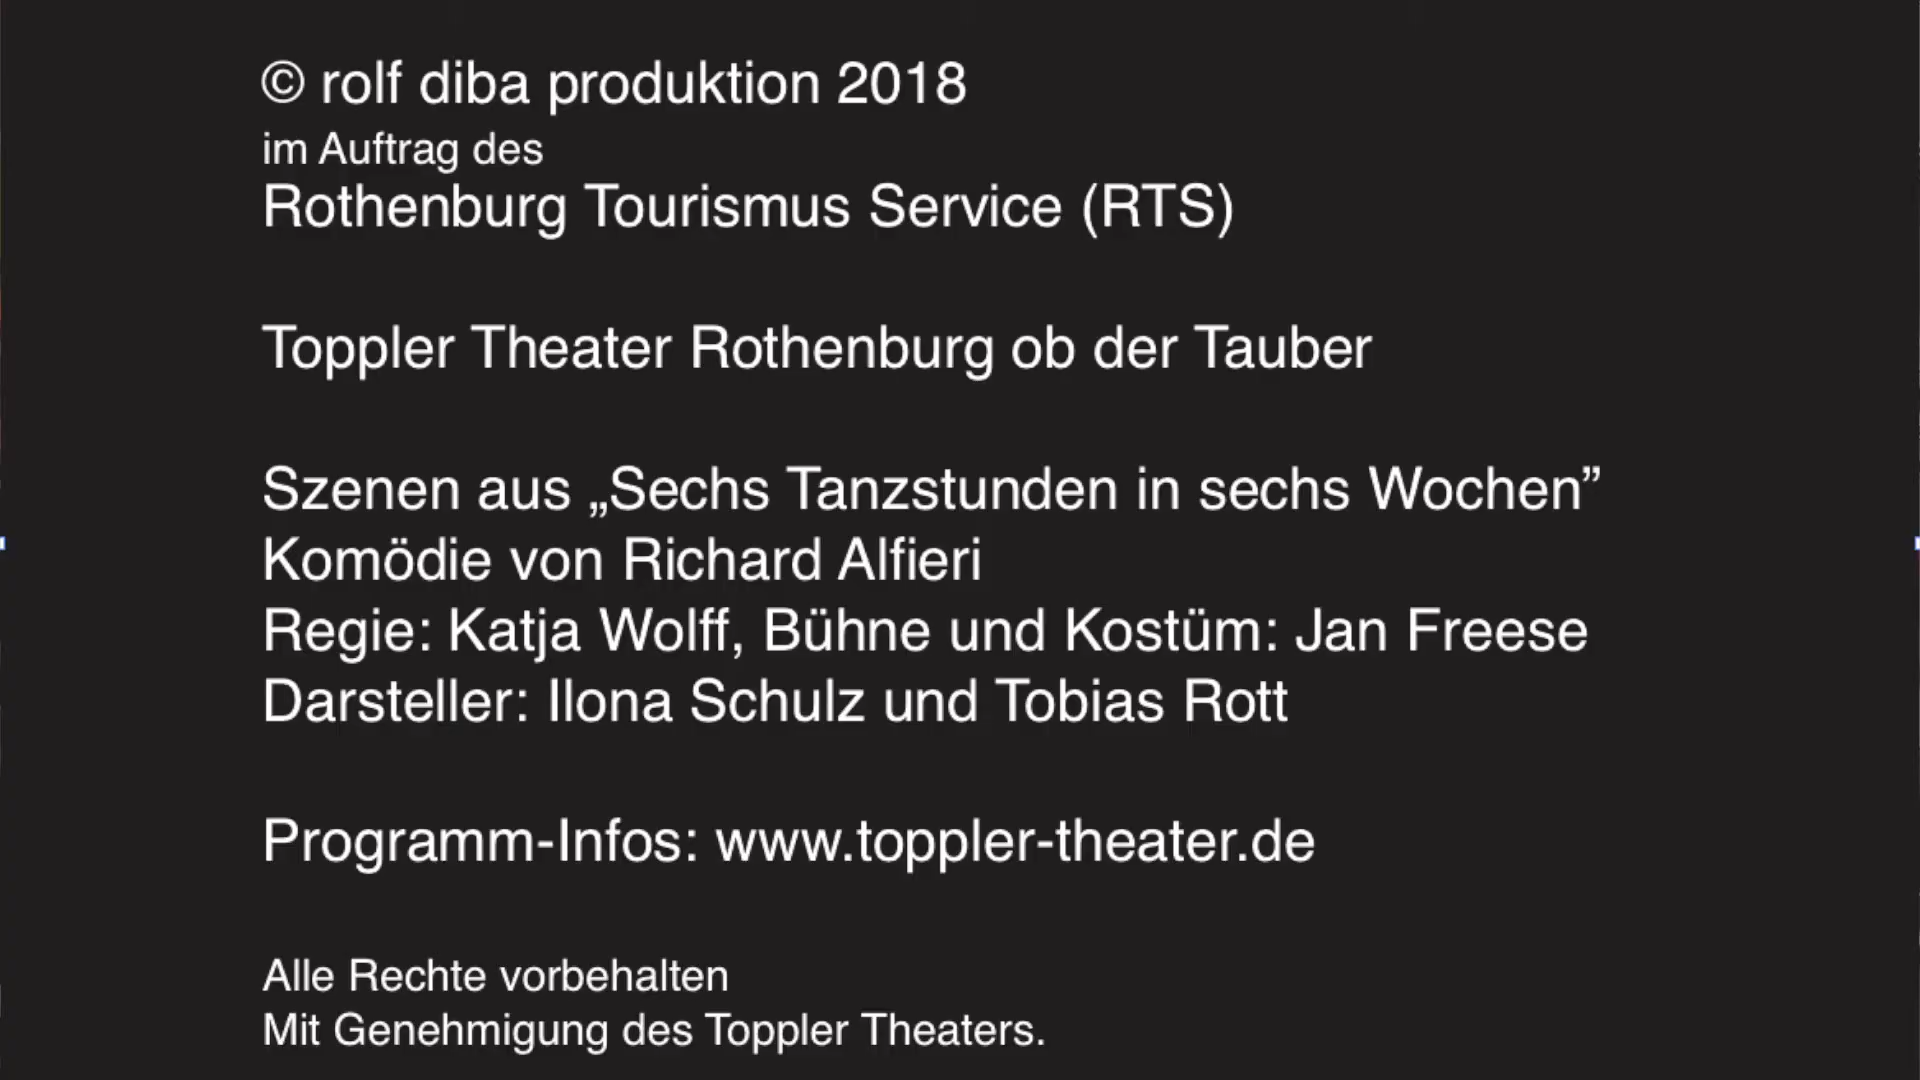 © rolf diba produktion 2018
im Auftrag des
Rothenburg Tourismus Service (RTS)
Toppler Theater Rothenburg ob der Tauber
Szenen aus „Sechs Tanzstunden in sechs Wochen”
Komödie von Richard Alfieri
Regie: Katja Wolff, Bühne und Kostüm: Jan Freese
Darsteller: Ilona Schulz und Tobias Rott
Programm-Infos: www.toppler-theater.de
Alle Rechte vorbehalten
Mit Genehmigung des Toppler Theaters.